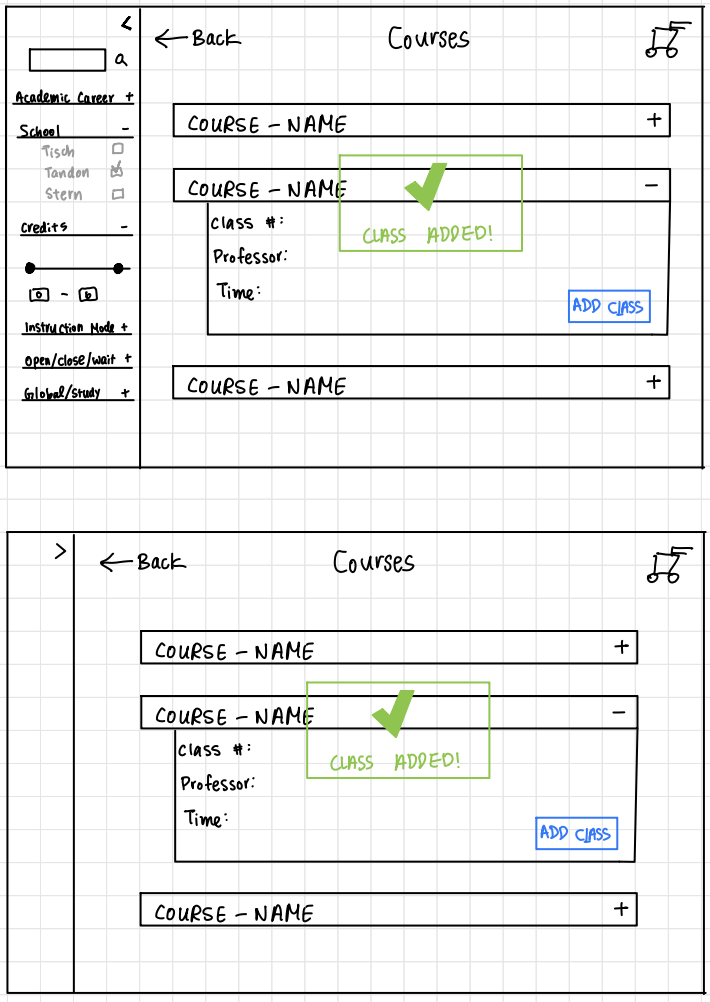 <
← Back
Courses
a
Academic Career +
School -
Tisch
Tandon
Stern
Credits -
0 - 6
Instruction Mode +
Open/close/wait +
Global/study +
COURSE - NAME +
COURSE - NAME -
CLASS ADDED!
Class #:
Professor:
Time:
ADD CLASS
COURSE - NAME +
>
← Back
Courses
COURSE - NAME +
COURSE - NAME -
CLASS ADDED!
Class #:
Professor:
Time:
ADD CLASS
COURSE - NAME +